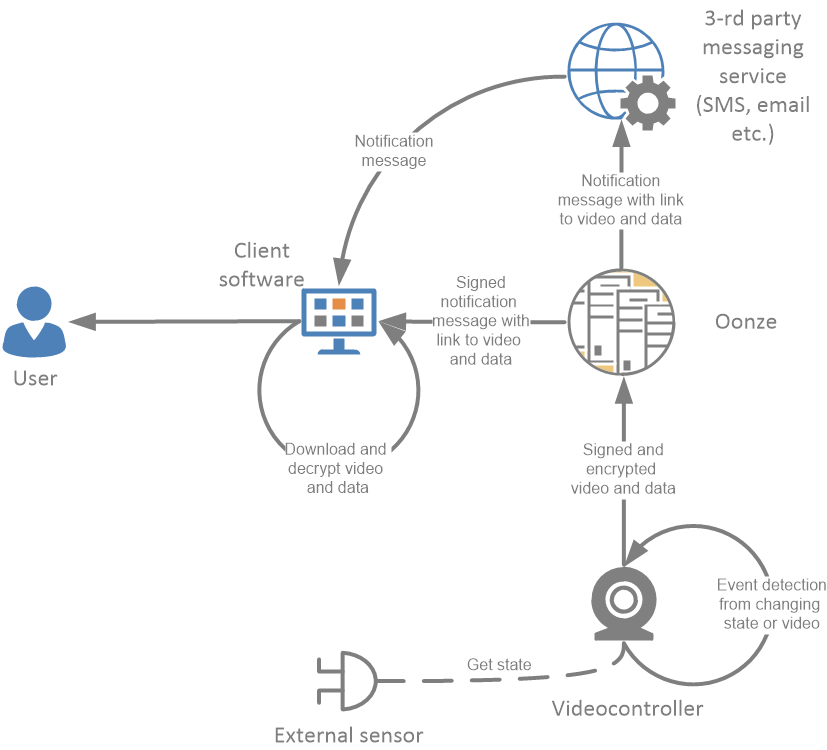 3-rd party
messaging
service
(SMS, email
etc.)
Notification
message
Notification
message with link
to video and data
Client
software
Signed
notification
message with
link to video
and data
Oonze
User
Download and
decrypt video
and data
Signed and
encrypted
video and data
Event detection
from changing
state or video
Get state
Videocontroller
External sensor